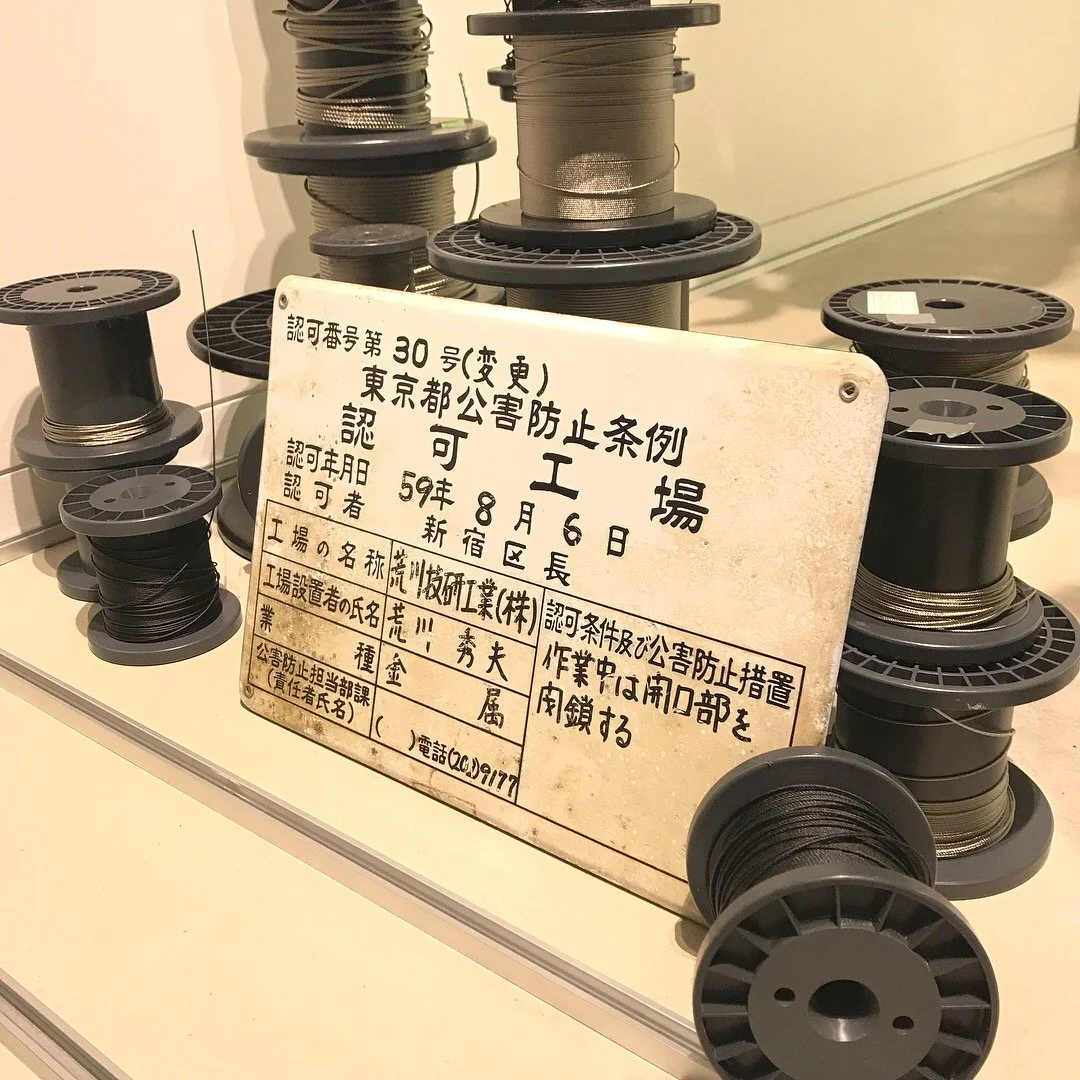 認可番号第 30 号(変更)
東京都公害防止条例
認可工場
認可年月日 59年 8月 6日
認可者 新宿区長
工場の名称 荒川技研工業(株)
工場設置者の氏名 荒川 秀夫
業種 金属
公害防止担当部課
(責任者氏名)
( )電話( )9177
認可条件及び公害防止措置
作業中は開口部を
閉鎖する